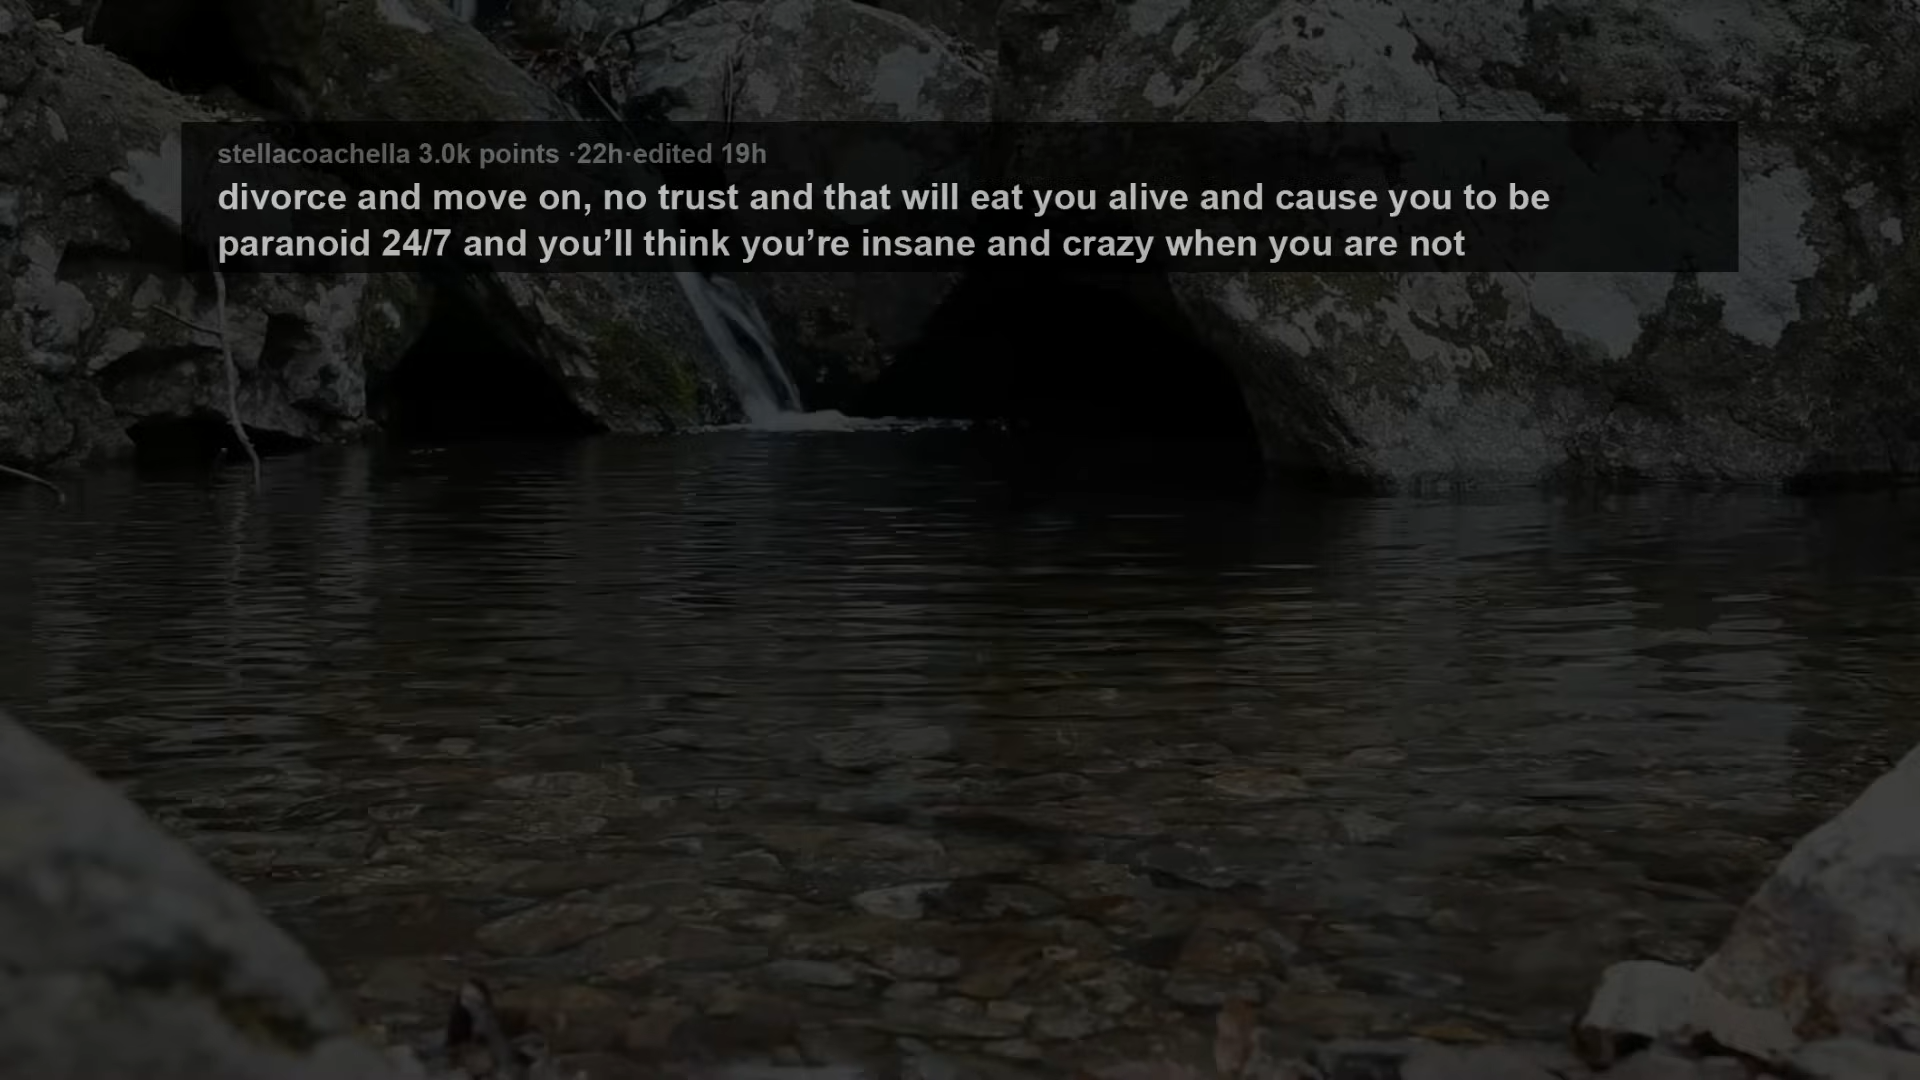 stellacoachella 3.0k points ·22h·edited 19h
divorce and move on, no trust and that will eat you alive and cause you to be
paranoid 24/7 and you’ll think you’re insane and crazy when you are not